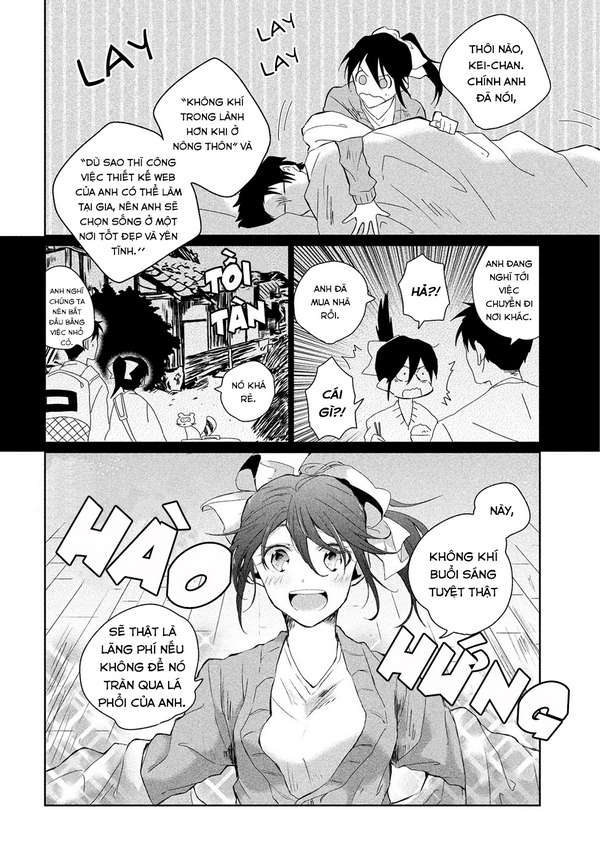 THÔI NÀO,
KEI-CHAN.
CHÍNH ANH
ĐÃ NÓI,
LAY
LAY
LAY
LAY
"KHÔNG KHÍ
TRONG LÀNH
HƠN KHI Ở
NÔNG THÔN" VÀ
"DÙ SAO THÌ CÔNG
VIỆC THIẾT KẾ WEB
CỦA ANH CÓ THỂ LÀM
TẠI GIA, NÊN ANH SẼ
CHỌN SỐNG Ở MỘT
NƠI TỐT ĐẸP VÀ YÊN
TĨNH."
ANH ĐANG
NGHĨ TỚI
VIỆC
CHUYỂN ĐI
NƠI KHÁC.
HẢ?!
ANH ĐÃ
MUA NHÀ
RỒI.
CÁI
GÌ?!
TỒI
TÀN
NÓ KHÁ
RẺ.
ANH NGHĨ
CHÚNG TA
NÊN BẮT
ĐẦU BẰNG
VIỆC NHỎ
CỎ.
NÀY,
KHÔNG KHÍ
BUỔI SÁNG
TUYỆT THẬT
HÀO
HỨNG
SẼ THẬT LÀ
LÃNG PHÍ NẾU
KHÔNG ĐỂ NÓ
TRÀN QUA LÁ
PHỔI CỦA ANH.